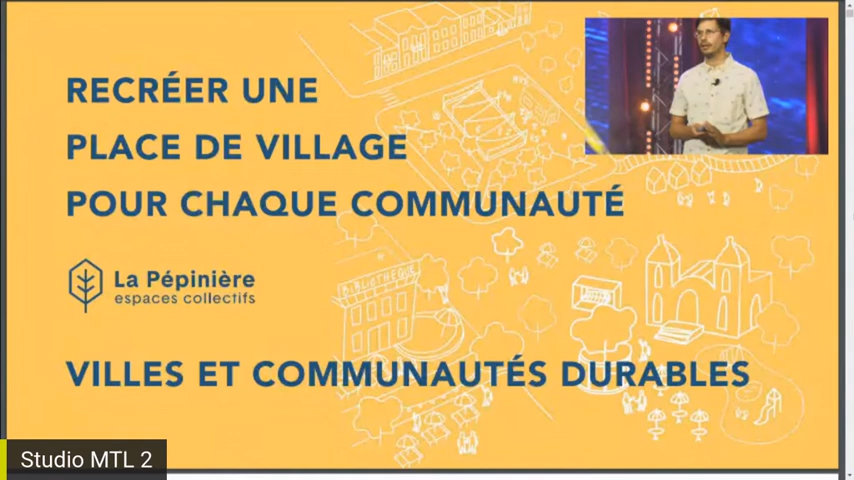 RECRÉER UNE
PLACE DE VILLAGE
POUR CHAQUE COMMUNAUTÉ
BIBLIOTHEQUE
La Pépinière
espaces collectifs
VILLES ET COMMUNAUTÉS DURABLES
Studio MTL 2